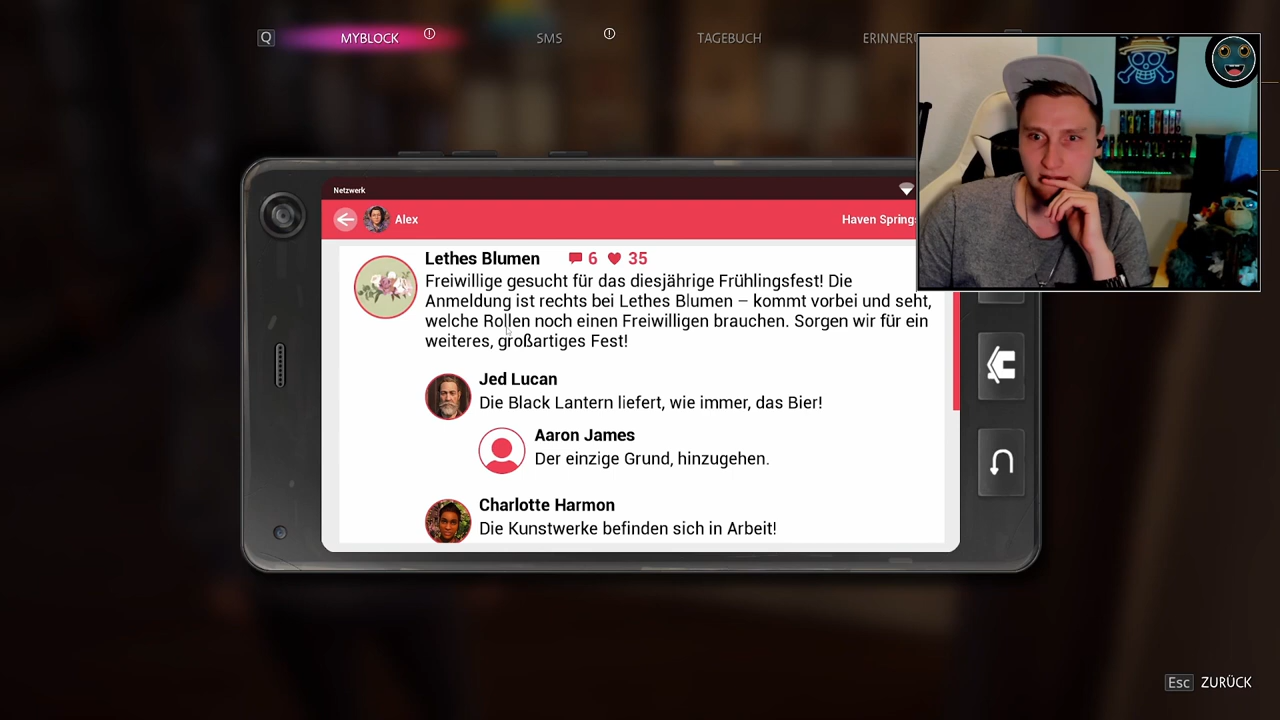 Q MYBLOCK SMS TAGEBUCH
Netzwerk
Alex
Lethes Blumen 6 35
Freiwillige gesucht für das diesjährige Frühlingsfest! Die
Anmeldung ist rechts bei Lethes Blumen – kommt vorbei und seht,
welche Rollen noch einen Freiwilligen brauchen. Sorgen wir für ein
weiteres, großartiges Fest!
Jed Lucan
Die Black Lantern liefert, wie immer, das Bier!
Aaron James
Der einzige Grund, hinzugehen.
Charlotte Harmon
Die Kunstwerke befinden sich in Arbeit!
Esc ZURÜCK